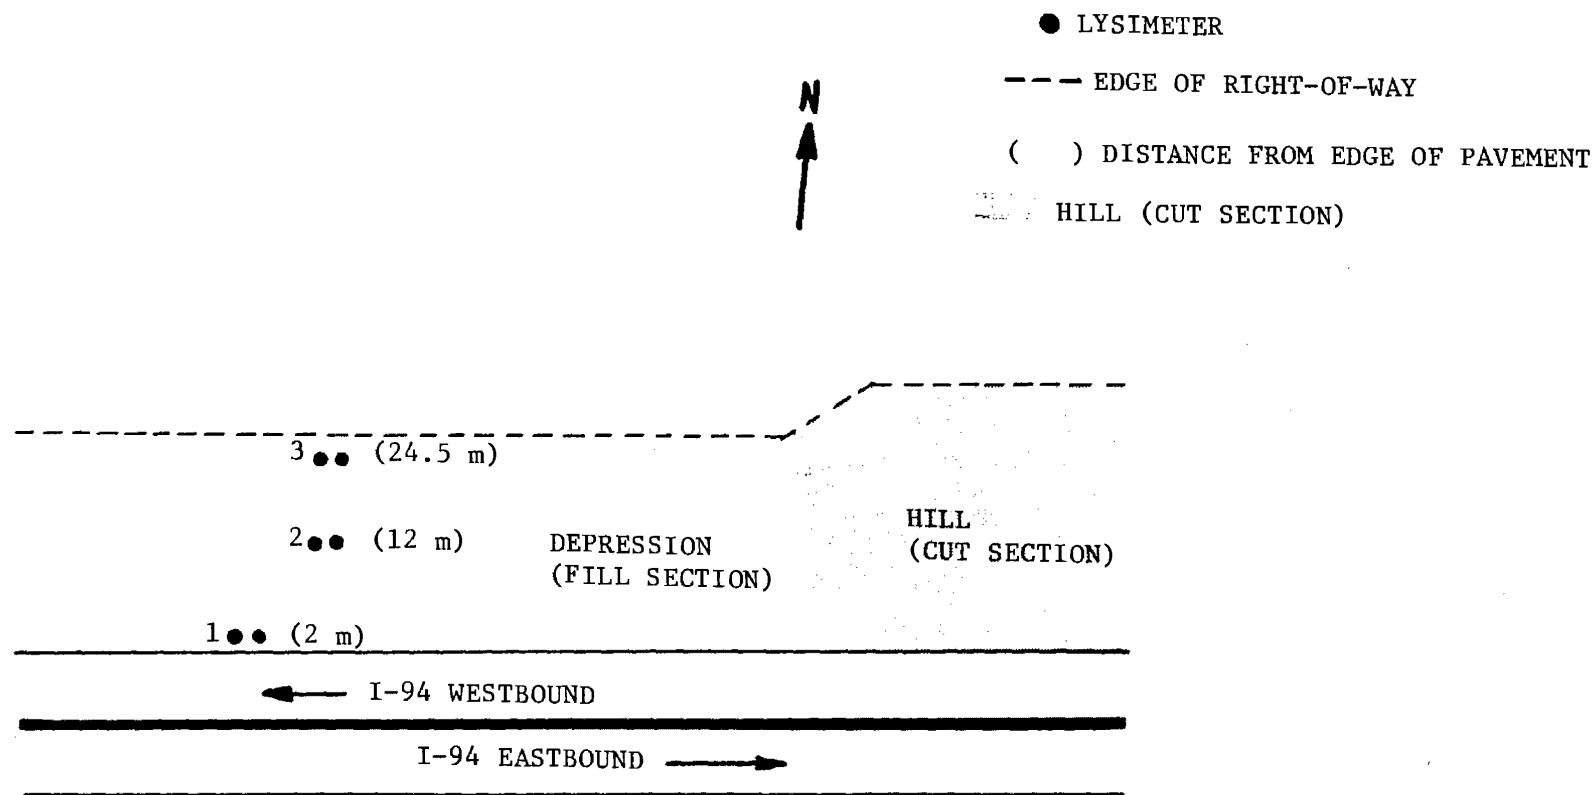 LYSIMETER
EDGE OF RIGHT-OF-WAY
N
( ) DISTANCE FROM EDGE OF PAVEMENT
HILL (CUT SECTION)
3 (24.5 m)
2 (12 m)
DEPRESSION
(FILL SECTION)
HILL
(CUT SECTION)
1 (2 m)
I-94 WESTBOUND
I-94 EASTBOUND